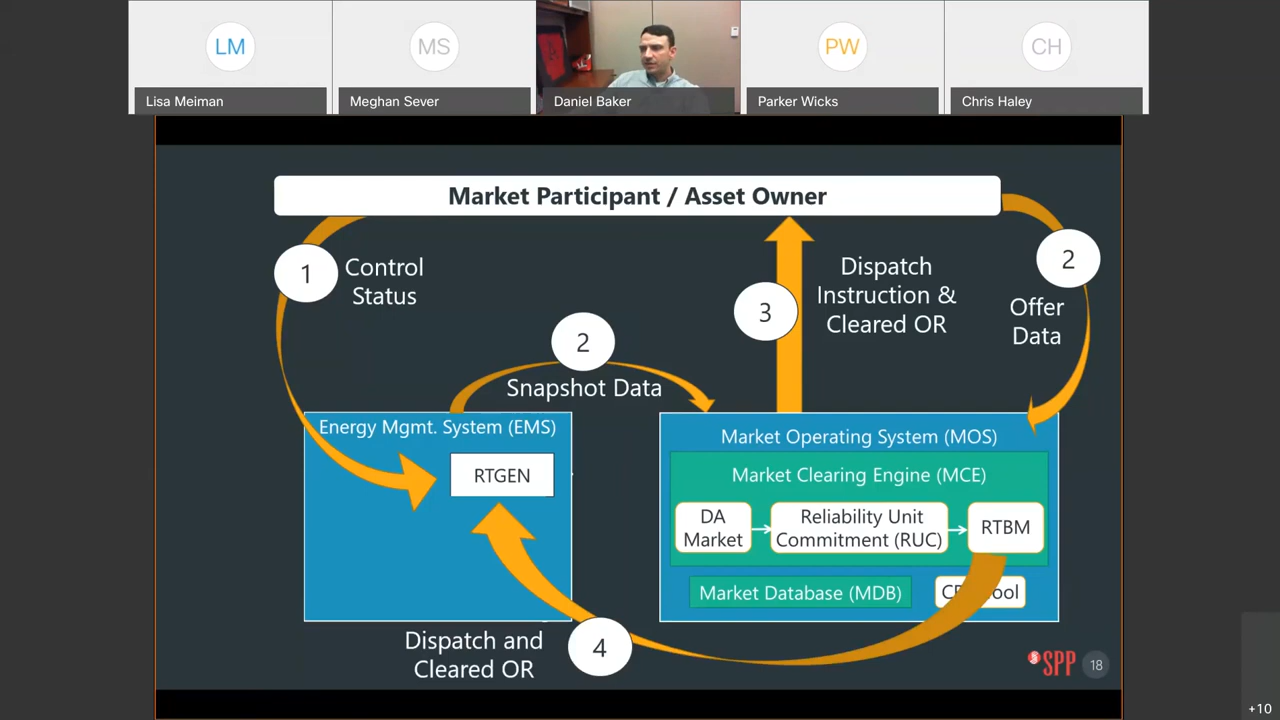 LM
MS
PW
CH
Lisa Meiman
Meghan Sever
Daniel Baker
Parker Wicks
Chris Haley
Market Participant / Asset Owner
1
Control
Status
2
Snapshot Data
3
Dispatch
Instruction &
Cleared OR
2
Offer
Data
Energy Mgmt. System (EMS)
RTGEN
Market Operating System (MOS)
Market Clearing Engine (MCE)
DA
Market
Reliability Unit
Commitment (RUC)
RTBM
Market Database (MDB)
Dispatch and
Cleared OR
4
SPP
18
+10